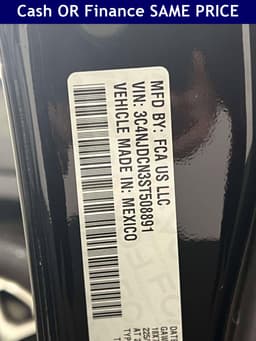 Cash OR Finance SAME PRICE
MFD BY: FCA US LLC
VIN: 3C4NJDCN3ST508891
VEHICLE MADE IN: MEXICO